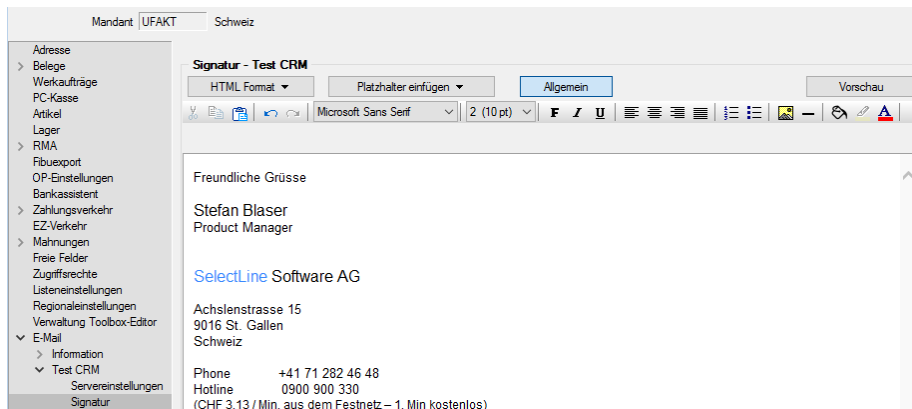 Mandant UFAKT Schweiz
Adresse
Belege
Werkaufträge
PC-Kasse
Artikel
Lager
RMA
Fibuexport
OP-Einstellungen
Bankassistent
Zahlungsverkehr
EZ-Verkehr
Mahnungen
Freie Felder
Zugriffsrechte
Listeneinstellungen
Regionaleinstellungen
Verwaltung Toolbox-Editor
E-Mail
Information
Test CRM
Servereinstellungen
Signatur
Signatur - Test CRM
HTML Format Platzhalter einfügen Allgemein Vorschau
Microsoft Sans Serif 2 (10 pt) F I U A
Freundliche Grüsse
Stefan Blaser
Product Manager
SelectLine Software AG
Achslenstrasse 15
9016 St. Gallen
Schweiz
Phone +41 71 282 46 48
Hotline 0900 900 330
(CHF 3.13 / Min. aus dem Festnetz – 1. Min kostenlos)